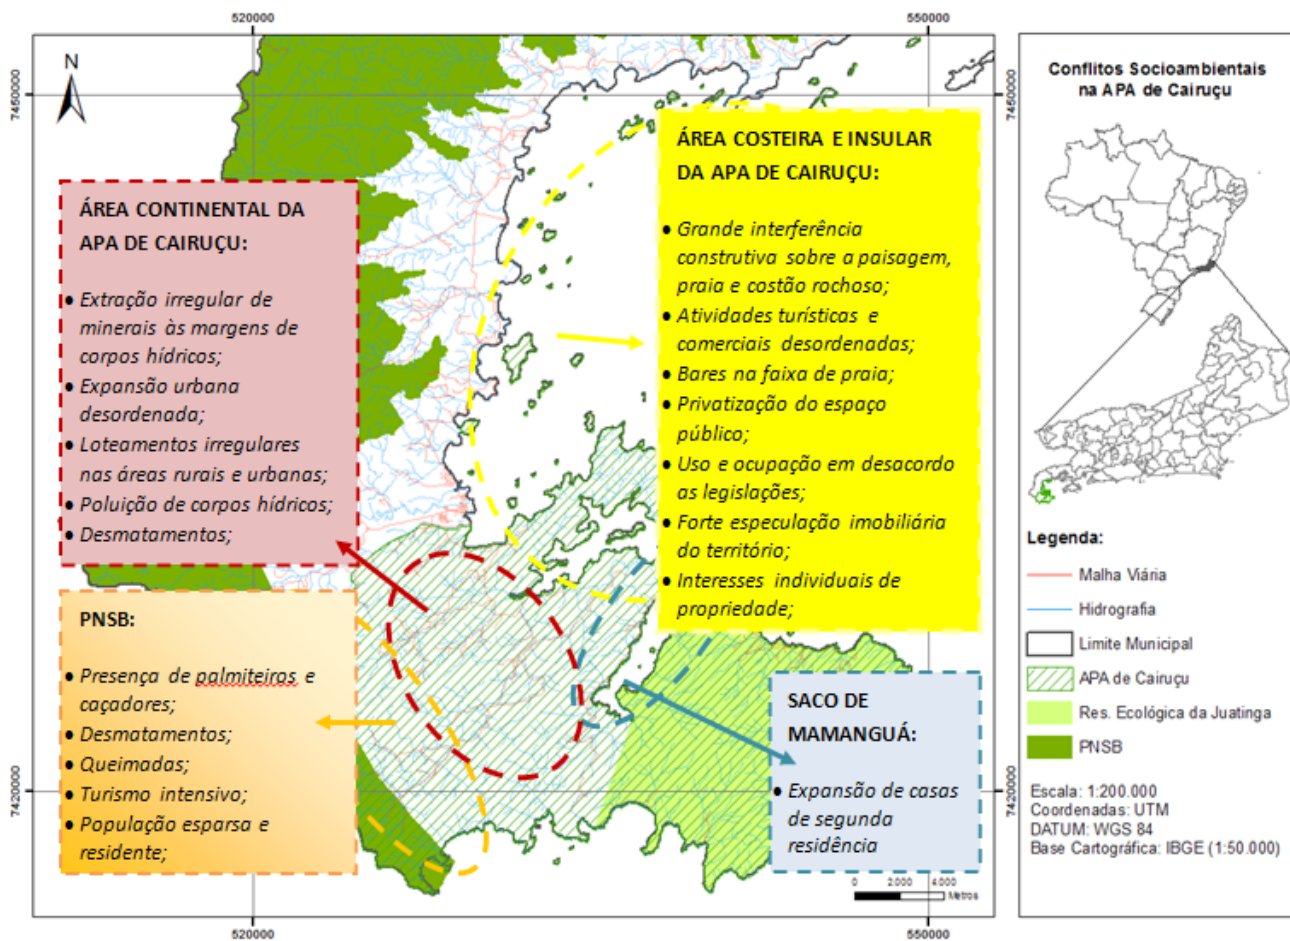 520000
550000
7460000
7460000
N
ÁREA CONTINENTAL DA
APA DE CAIRUÇU:
• Extração irregular de
minerais às margens de
corpos hídricos;
• Expansão urbana
desordenada;
• Loteamentos irregulares
nas áreas rurais e urbanas;
• Poluição de corpos hídricos;
• Desmatamentos;
PNSB:
• Presença de palmiteiros e
caçadores;
• Desmatamentos;
• Queimadas;
• Turismo intensivo;
• População esparsa e
residente;
ÁREA COSTEIRA E INSULAR
DA APA DE CAIRUÇU:
• Grande interferência
construtiva sobre a paisagem,
praia e costão rochoso;
• Atividades turísticas e
comerciais desordenadas;
• Bares na faixa de praia;
• Privatização do espaço
público;
• Uso e ocupação em desacordo
as legislações;
• Forte especulação imobiliária
do território;
• Interesses individuais de
propriedade;
SACO DE
MAMANGUÁ:
• Expansão de casas
de segunda
residência
7420000
7420000
0 2.000 4.000
Metros
520000
550000
Conflitos Socioambientais
na APA de Cairuçu
Legenda:
Malha Viária
Hidrografia
Limite Municipal
APA de Cairuçu
Res. Ecológica da Juatinga
PNSB
Escala: 1:200.000
Coordenadas: UTM
DATUM: WGS 84
Base Cartográfica: IBGE (1:50.000)